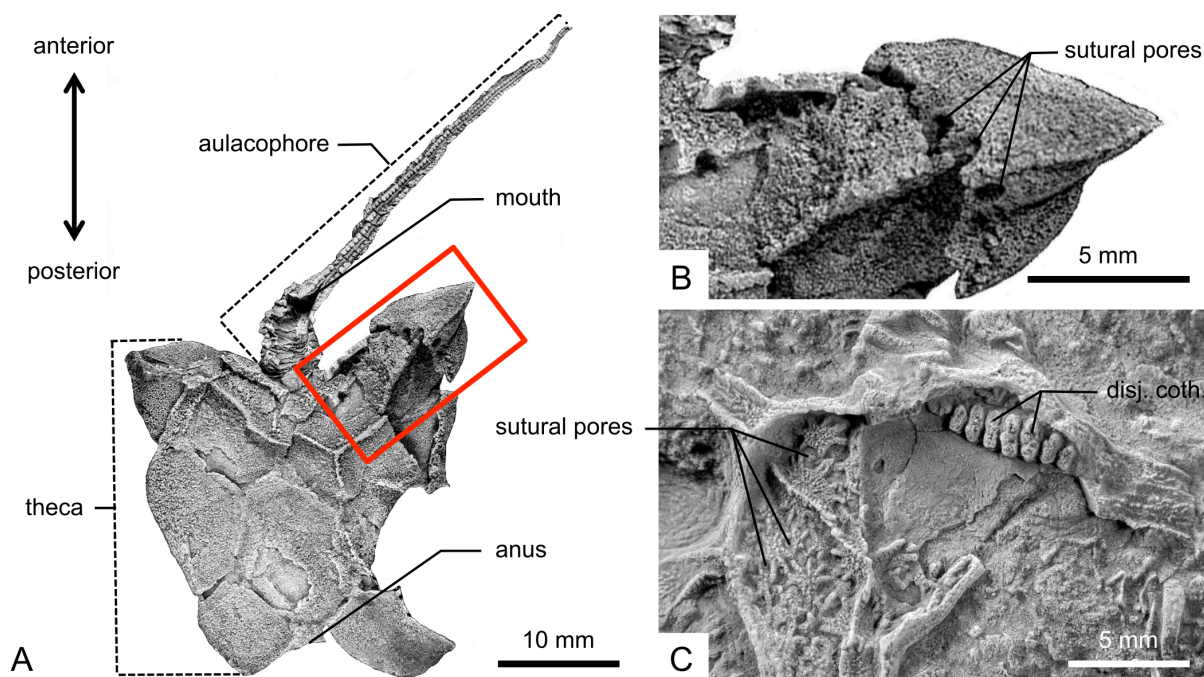 anterior
posterior
aulacophore
mouth
theca
anus
A
10 mm
sutural pores
B
5 mm
sutural pores
disj. coth.
C
5 mm